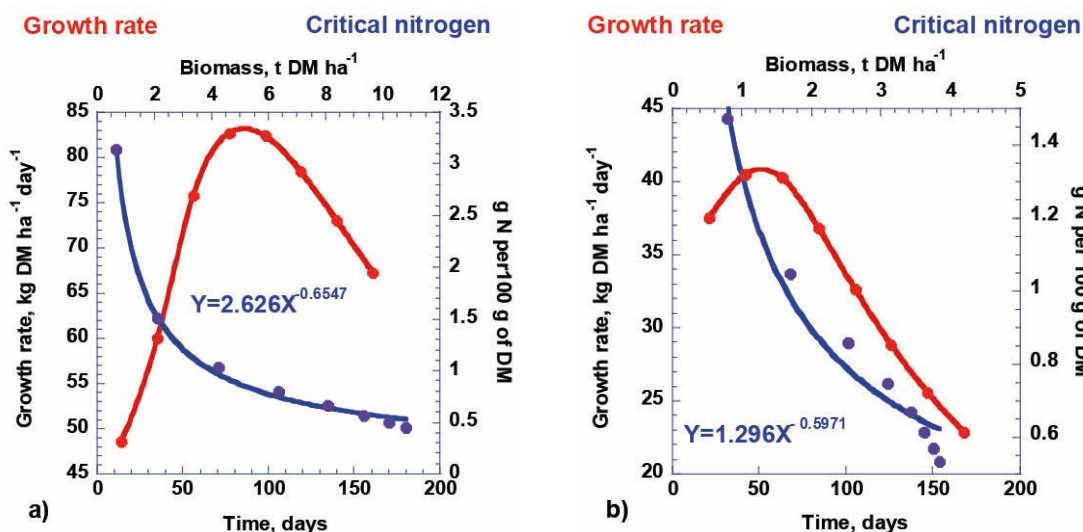 Growth rate Critical nitrogen
Biomass, t DM ha-1
0 2 4 6 8 10 12
85
80
75
70
65
60
55
50
45
Growth rate, kg DM ha-1 day-1
3.5
3
2.5
2
1.5
1
0.5
0
g N per100 g of DM
Y=2.626X-0.6547
0 50 100 150 200
a)
Time, days
Growth rate Critical nitrogen
Biomass, t DM ha-1
0 1 2 3 4 5
45
40
35
30
25
20
Growth rate, kg DM ha-1 day-1
1.4
1.2
1
0.8
0.6
g N per 100 g of DM
Y=1.296X- 0.5971
0 50 100 150 200
b)
Time, days